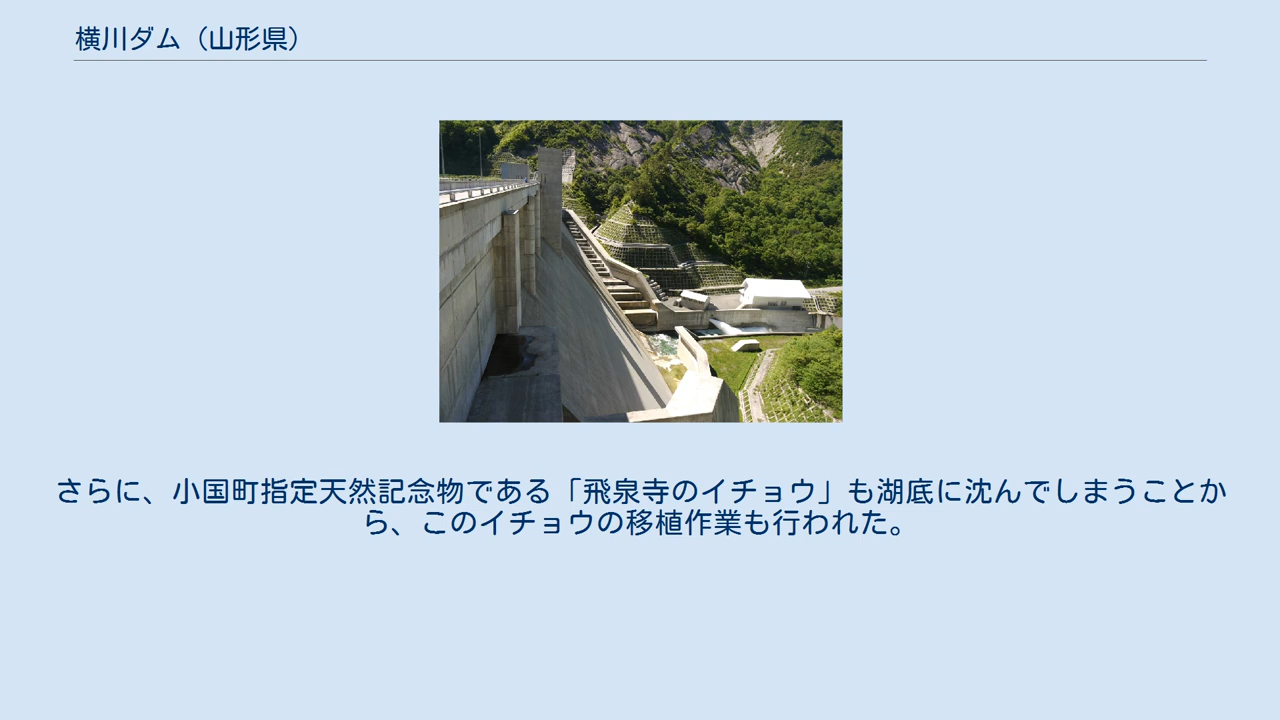 横川ダム（山形県）
さらに、小国町指定天然記念物である「飛泉寺のイチョウ」も湖底に沈んでしまうことか
ら、このイチョウの移植作業も行われた。